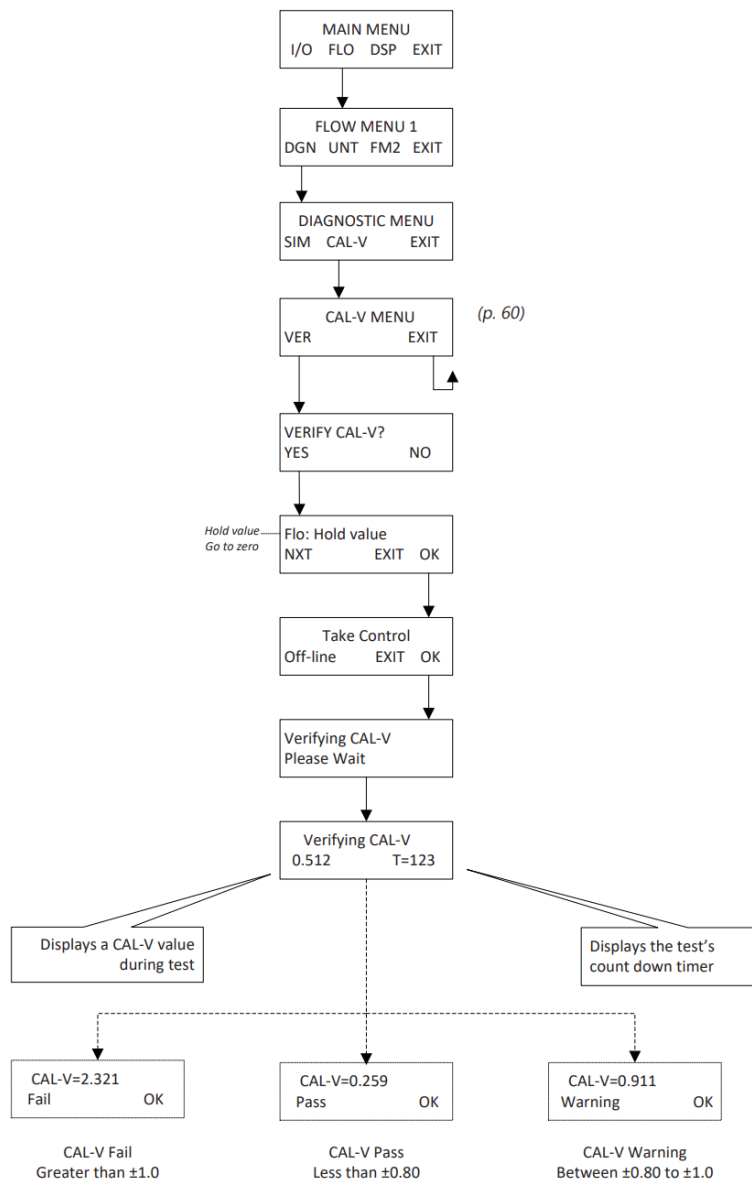 MAIN MENU
I/O FLO DSP EXIT
FLOW MENU 1
DGN UNT FM2 EXIT
DIAGNOSTIC MENU
SIM CAL-V EXIT
CAL-V MENU
VER EXIT
(p. 60)
VERIFY CAL-V?
YES NO
Hold value
Go to zero
Flo: Hold value
NXT EXIT OK
Take Control
Off-line EXIT OK
Verifying CAL-V
Please Wait
Verifying CAL-V
0.512 T=123
Displays a CAL-V value
during test
Displays the test's
count down timer
CAL-V=2.321
Fail OK
CAL-V Fail
Greater than ±1.0
CAL-V=0.259
Pass OK
CAL-V Pass
Less than ±0.80
CAL-V=0.911
Warning OK
CAL-V Warning
Between ±0.80 to ±1.0